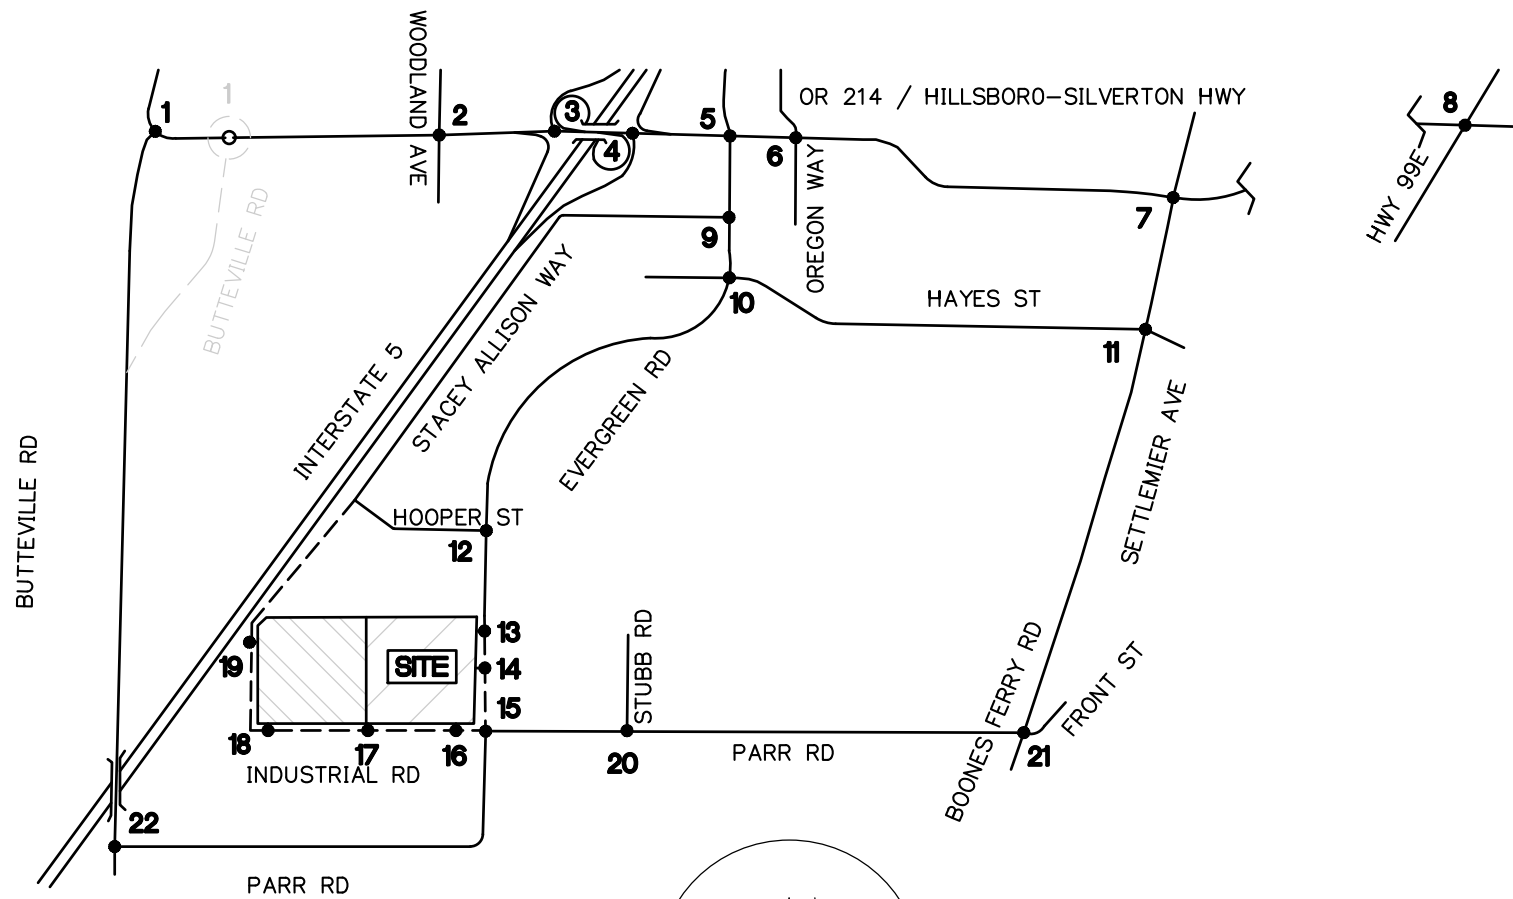 WOODLAND AVE
1
1
2
3
4
5
6
OR 214 / HILLSBORO-SILVERTON HWY
8
HWY 99E
7
OREGON WAY
BUTTEVILLE RD
9
10
HAYES ST
11
INTERSTATE 5
STACEY ALLISON WAY
EVERGREEN RD
SETTLEMIER AVE
BUTTEVILLE RD
HOOPER ST
12
13
14
15
SITE
19
18
17
16
INDUSTRIAL RD
STUBB RD
20
PARR RD
BOONES FERRY RD
FRONT ST
21
22
PARR RD